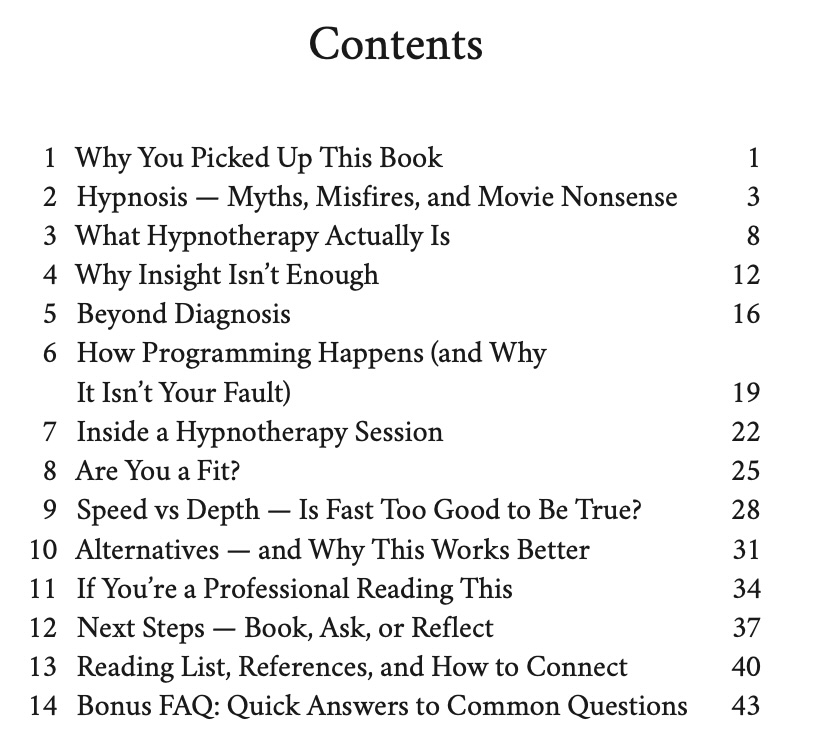 Contents
1 Why You Picked Up This Book 1
2 Hypnosis — Myths, Misfires, and Movie Nonsense 3
3 What Hypnotherapy Actually Is 8
4 Why Insight Isn’t Enough 12
5 Beyond Diagnosis 16
6 How Programming Happens (and Why
It Isn’t Your Fault) 19
7 Inside a Hypnotherapy Session 22
8 Are You a Fit? 25
9 Speed vs Depth — Is Fast Too Good to Be True? 28
10 Alternatives — and Why This Works Better 31
11 If You’re a Professional Reading This 34
12 Next Steps — Book, Ask, or Reflect 37
13 Reading List, References, and How to Connect 40
14 Bonus FAQ: Quick Answers to Common Questions 43